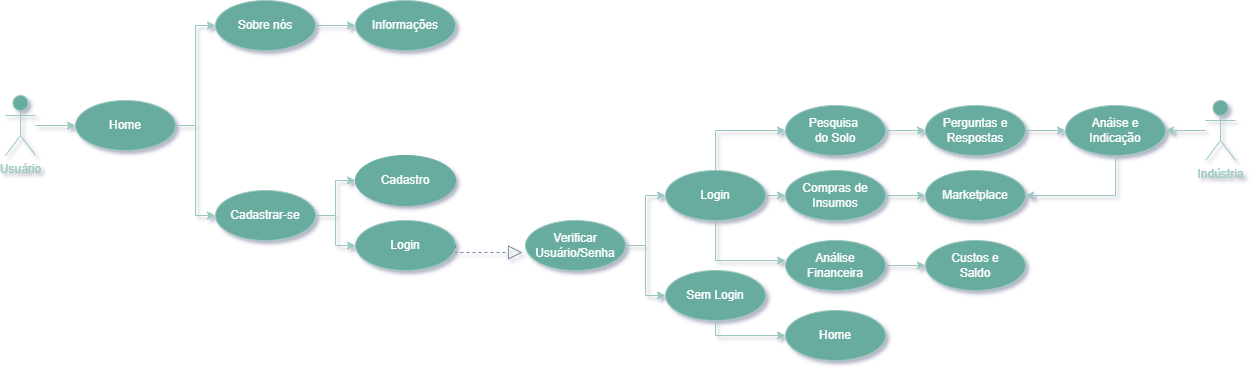 Sobre nós
Informações
Home
Usuário
Cadastrar-se
Cadastro
Login
Verificar
Usuário/Senha
Login
Sem Login
Home
Pesquisa
do Solo
Perguntas e
Respostas
Anáise e
Indicação
Indústria
Compras de
Insumos
Marketplace
Análise
Financeira
Custos e
Saldo